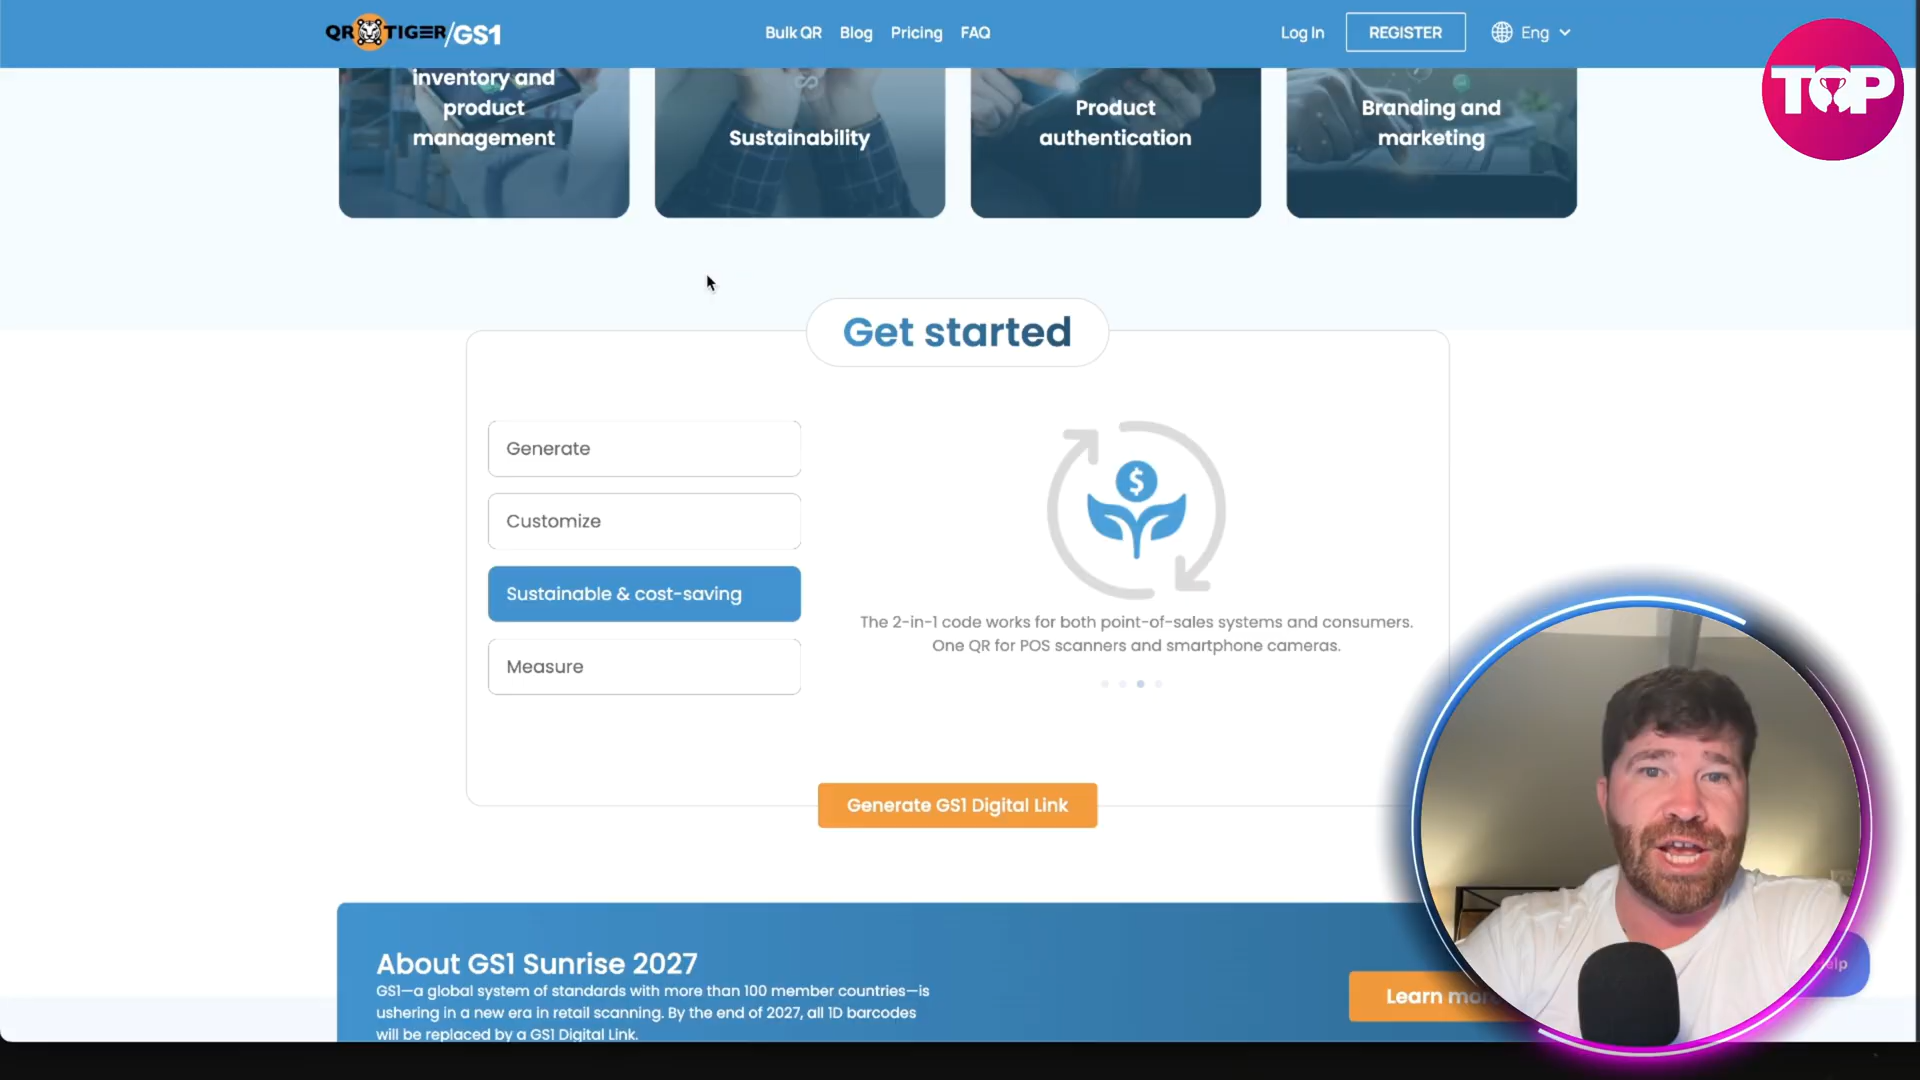 QR TIGER/GS1
Bulk QR Blog Pricing FAQ
Log In REGISTER Eng
TOP
inventory and
product
management
Sustainability
Product
authentication
Branding and
marketing
Get started
Generate
Customize
Sustainable & cost-saving
Measure
$
The 2-in-1 code works for both point-of-sales systems and consumers.
One QR for POS scanners and smartphone cameras.
Generate GS1 Digital Link
About GS1 Sunrise 2027
GS1—a global system of standards with more than 100 member countries—is
ushering in a new era in retail scanning. By the end of 2027, all 1D barcodes
will be replaced by a GS1 Digital Link.
Learn